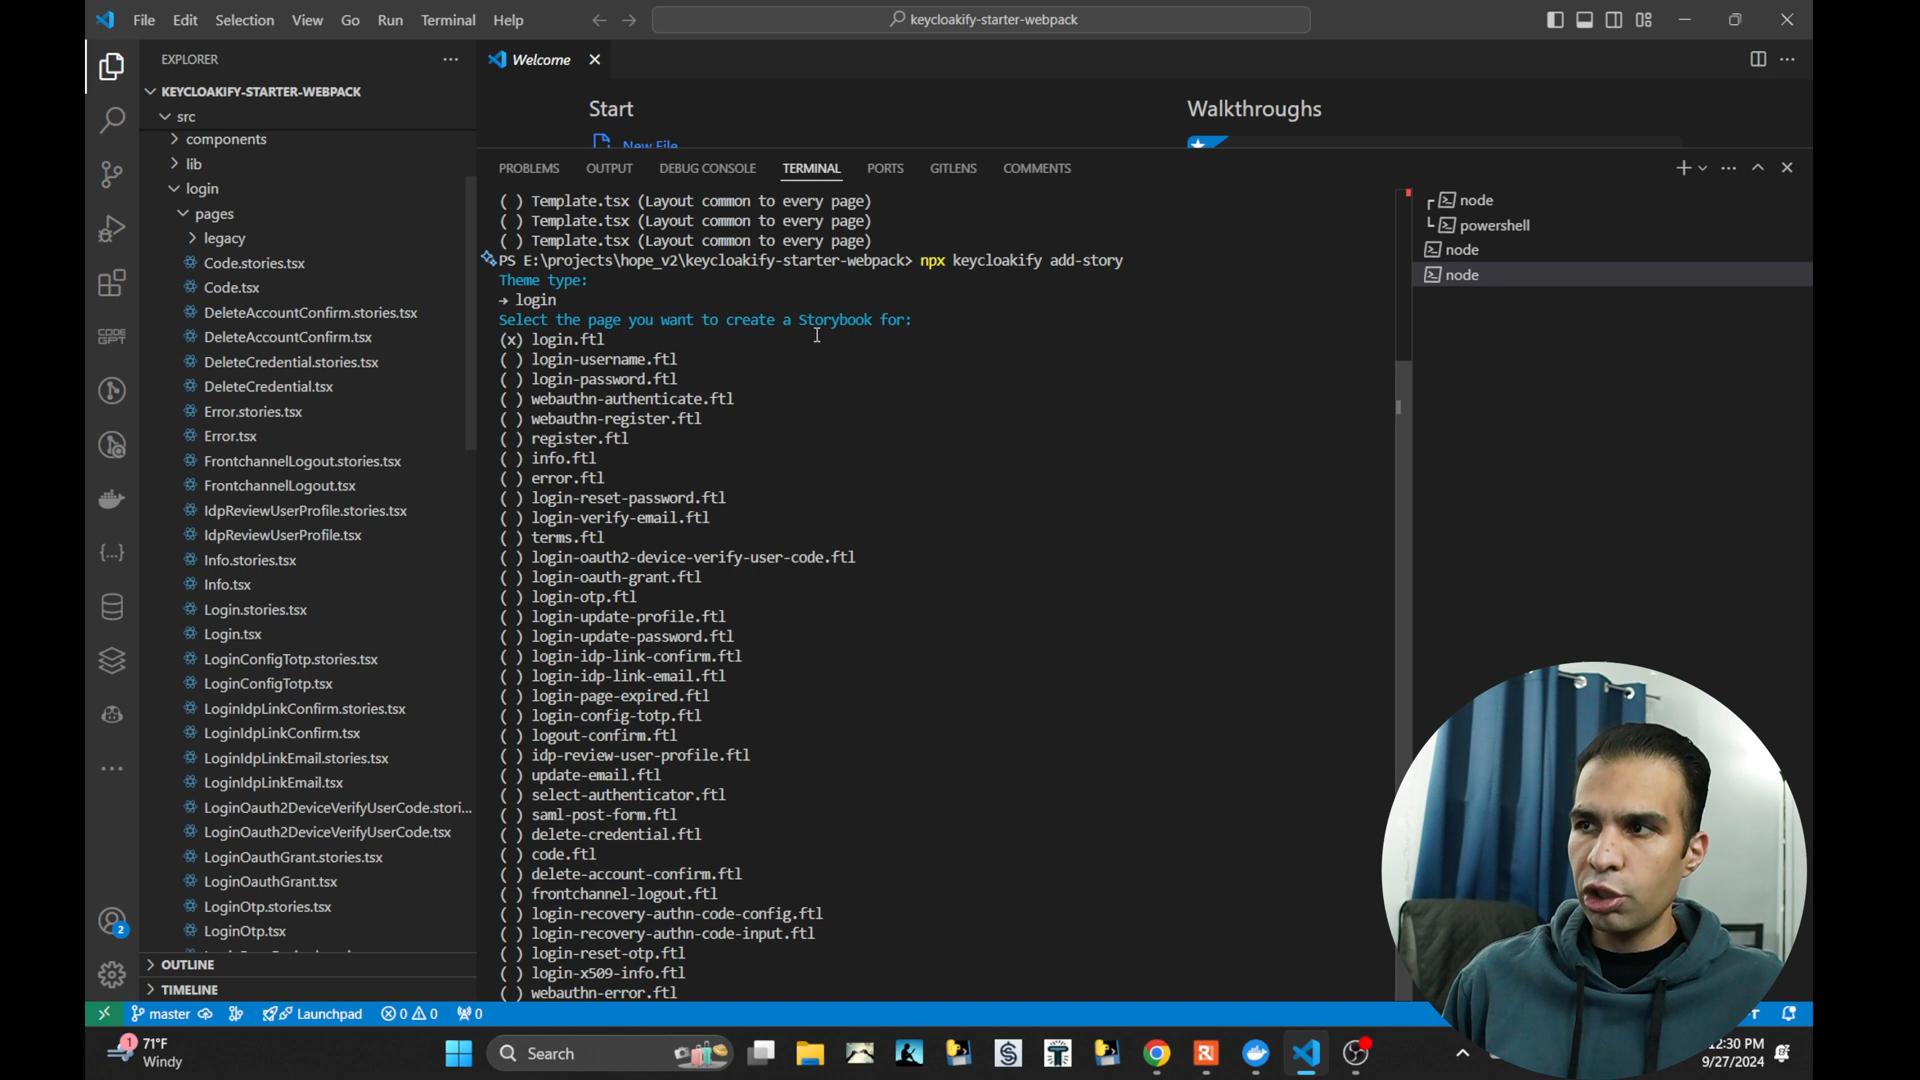 File Edit Selection View Go Run Terminal Help
keycloakify-starter-webpack
EXPLORER
KEYCLOAKIFY-STARTER-WEBPACK
src
components
lib
login
pages
legacy
Code.stories.tsx
Code.tsx
DeleteAccountConfirm.stories.tsx
DeleteAccountConfirm.tsx
DeleteCredential.stories.tsx
DeleteCredential.tsx
Error.stories.tsx
Error.tsx
FrontchannelLogout.stories.tsx
FrontchannelLogout.tsx
IdpReviewUserProfile.stories.tsx
IdpReviewUserProfile.tsx
Info.stories.tsx
Info.tsx
Login.stories.tsx
Login.tsx
LoginConfigTotp.stories.tsx
LoginConfigTotp.tsx
LoginIdpLinkConfirm.stories.tsx
LoginIdpLinkConfirm.tsx
LoginIdpLinkEmail.stories.tsx
LoginIdpLinkEmail.tsx
LoginOauth2DeviceVerifyUserCode.stori...
LoginOauth2DeviceVerifyUserCode.tsx
LoginOauthGrant.stories.tsx
LoginOauthGrant.tsx
LoginOtp.stories.tsx
LoginOtp.tsx
OUTLINE
TIMELINE
Welcome
Start
Walkthroughs
New File
PROBLEMS OUTPUT DEBUG CONSOLE TERMINAL PORTS GITLENS COMMENTS
( ) Template.tsx (Layout common to every page)
( ) Template.tsx (Layout common to every page)
( ) Template.tsx (Layout common to every page)
PS E:\projects\hope_v2\keycloakify-starter-webpack> npx keycloakify add-story
Theme type:
→ login
Select the page you want to create a Storybook for:
(x) login.ftl
( ) login-username.ftl
( ) login-password.ftl
( ) webauthn-authenticate.ftl
( ) webauthn-register.ftl
( ) register.ftl
( ) info.ftl
( ) error.ftl
( ) login-reset-password.ftl
( ) login-verify-email.ftl
( ) terms.ftl
( ) login-oauth2-device-verify-user-code.ftl
( ) login-oauth-grant.ftl
( ) login-otp.ftl
( ) login-update-profile.ftl
( ) login-update-password.ftl
( ) login-idp-link-confirm.ftl
( ) login-idp-link-email.ftl
( ) login-page-expired.ftl
( ) login-config-totp.ftl
( ) logout-confirm.ftl
( ) idp-review-user-profile.ftl
( ) update-email.ftl
( ) select-authenticator.ftl
( ) saml-post-form.ftl
( ) delete-credential.ftl
( ) code.ftl
( ) delete-account-confirm.ftl
( ) frontchannel-logout.ftl
( ) login-recovery-authn-code-config.ftl
( ) login-recovery-authn-code-input.ftl
( ) login-reset-otp.ftl
( ) login-x509-info.ftl
( ) webauthn-error.ftl
node
powershell
node
node
CODE
GPT
2
master
Launchpad
0 0
0
1
71°F
Windy
Search
12:30 PM
9/27/2024